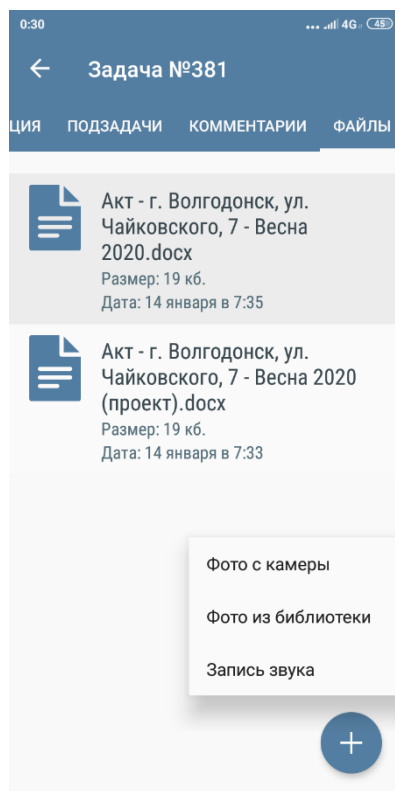 0:30
4G 45
Задача №381
ЦИЯ ПОДЗАДАЧИ КОММЕНТАРИИ ФАЙЛЫ
Акт - г. Волгодонск, ул.
Чайковского, 7 - Весна
2020.docx
Размер: 19 кб.
Дата: 14 января в 7:35
Акт - г. Волгодонск, ул.
Чайковского, 7 - Весна 2020
(проект).docx
Размер: 19 кб.
Дата: 14 января в 7:33
Фото с камеры
Фото из библиотеки
Запись звука